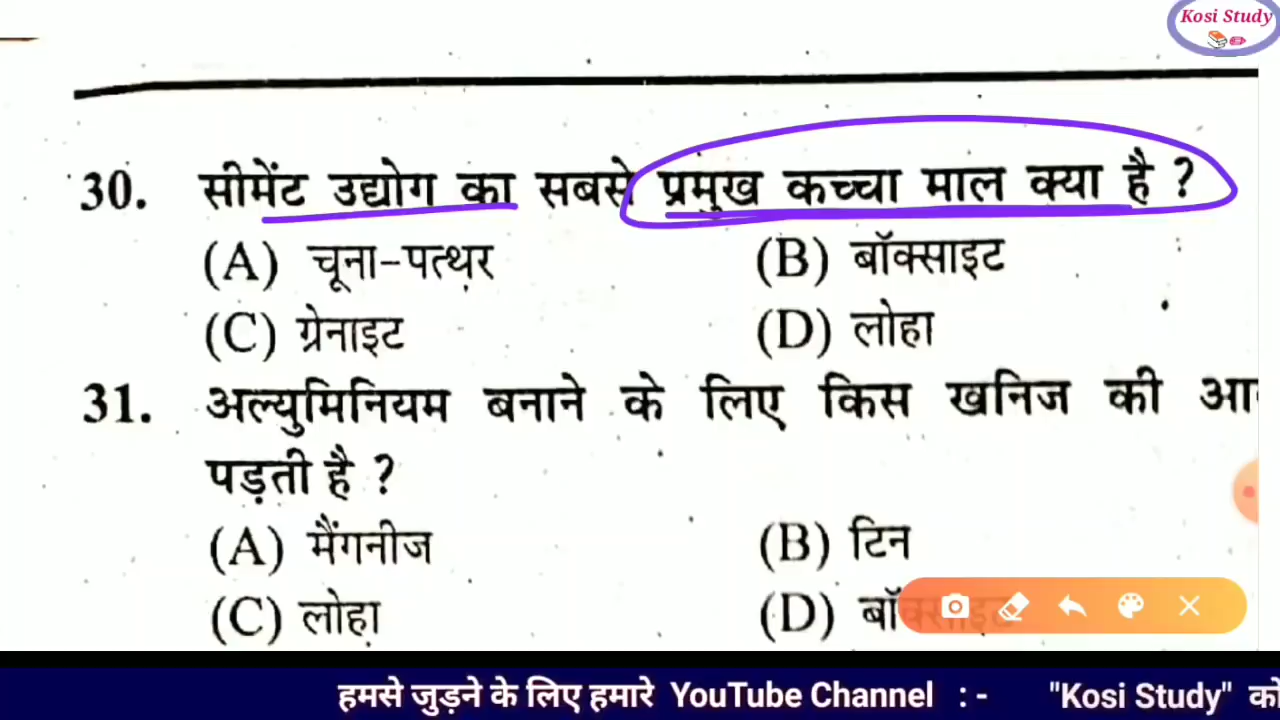 Kosi Study
30. सीमेंट उद्योग का सबसे प्रमुख कच्चा माल क्या है ?
(A) चूना-पत्थर (B) बॉक्साइट
(C) ग्रेनाइट (D) लोहा
31. अल्युमिनियम बनाने के लिए किस खनिज की आ
पड़ती है ?
(A) मैंगनीज (B) टिन
(C) लोहा (D) बॉक्साइट
हमसे जुड़ने के लिए हमारे YouTube Channel : - "Kosi Study" को